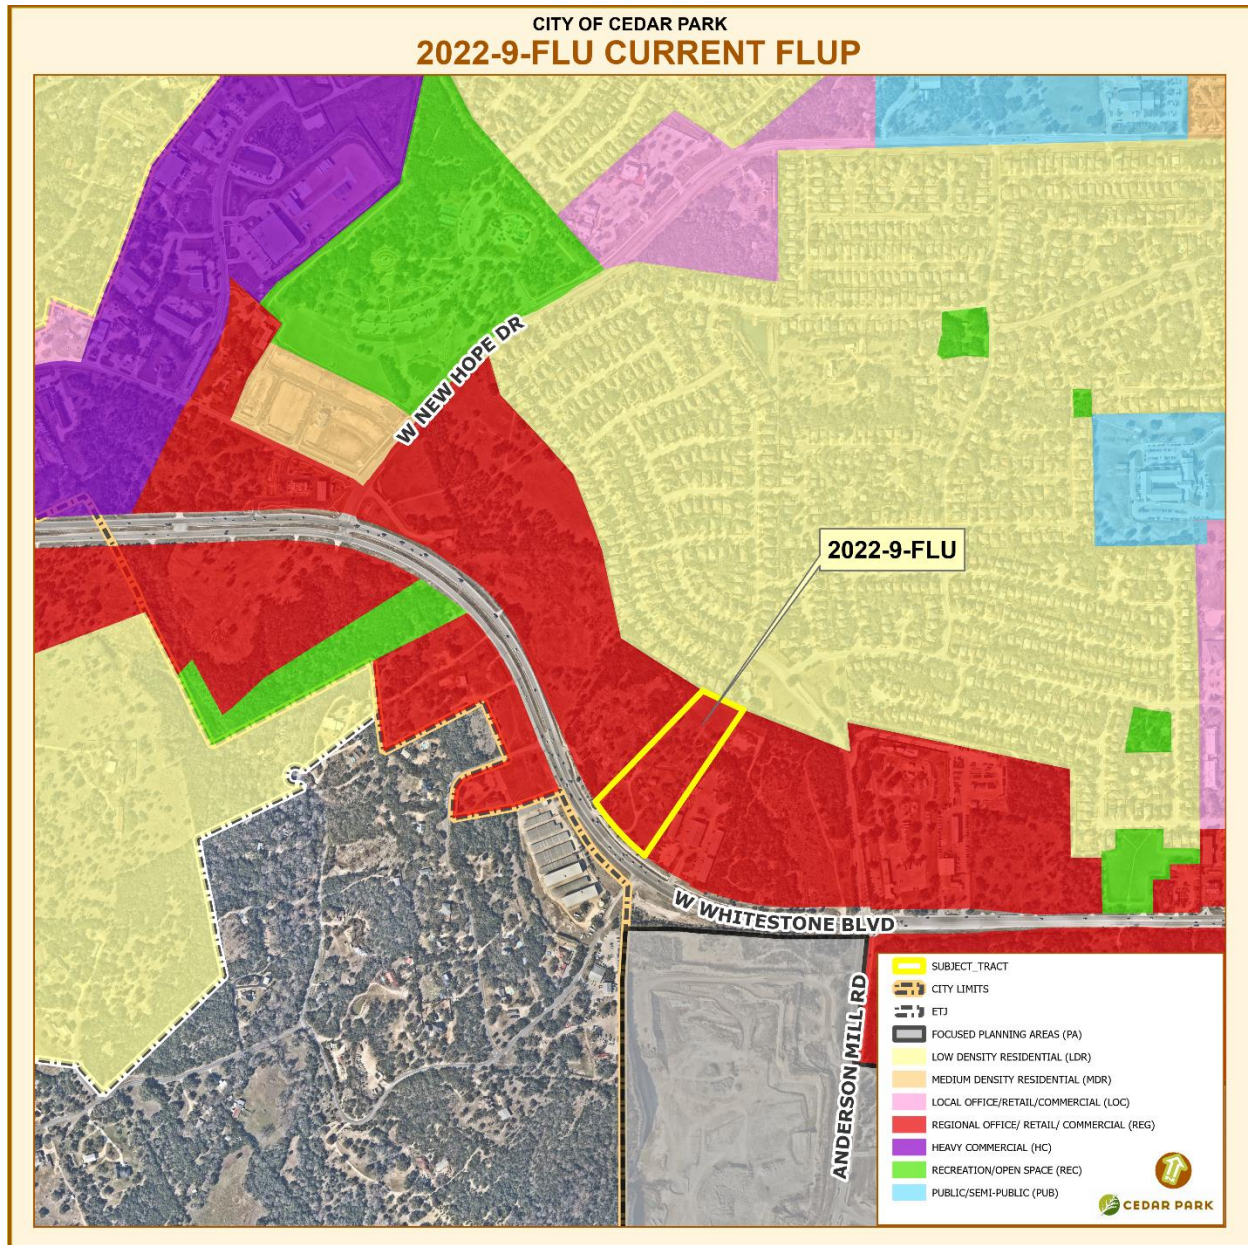 CITY OF CEDAR PARK
2022-9-FLU CURRENT FLUP
W NEW HOPE DR
2022-9-FLU
W WHITESTONE BLVD
ANDERSON MILL RD
SUBJECT_TRACT
CITY LIMITS
ETJ
FOCUSED PLANNING AREAS (PA)
LOW DENSITY RESIDENTIAL (LDR)
MEDIUM DENSITY RESIDENTIAL (MDR)
LOCAL OFFICE/RETAIL/COMMERCIAL (LOC)
REGIONAL OFFICE/ RETAIL/ COMMERCIAL (REG)
HEAVY COMMERCIAL (HC)
RECREATION/OPEN SPACE (REC)
PUBLIC/SEMI-PUBLIC (PUB)
CEDAR PARK